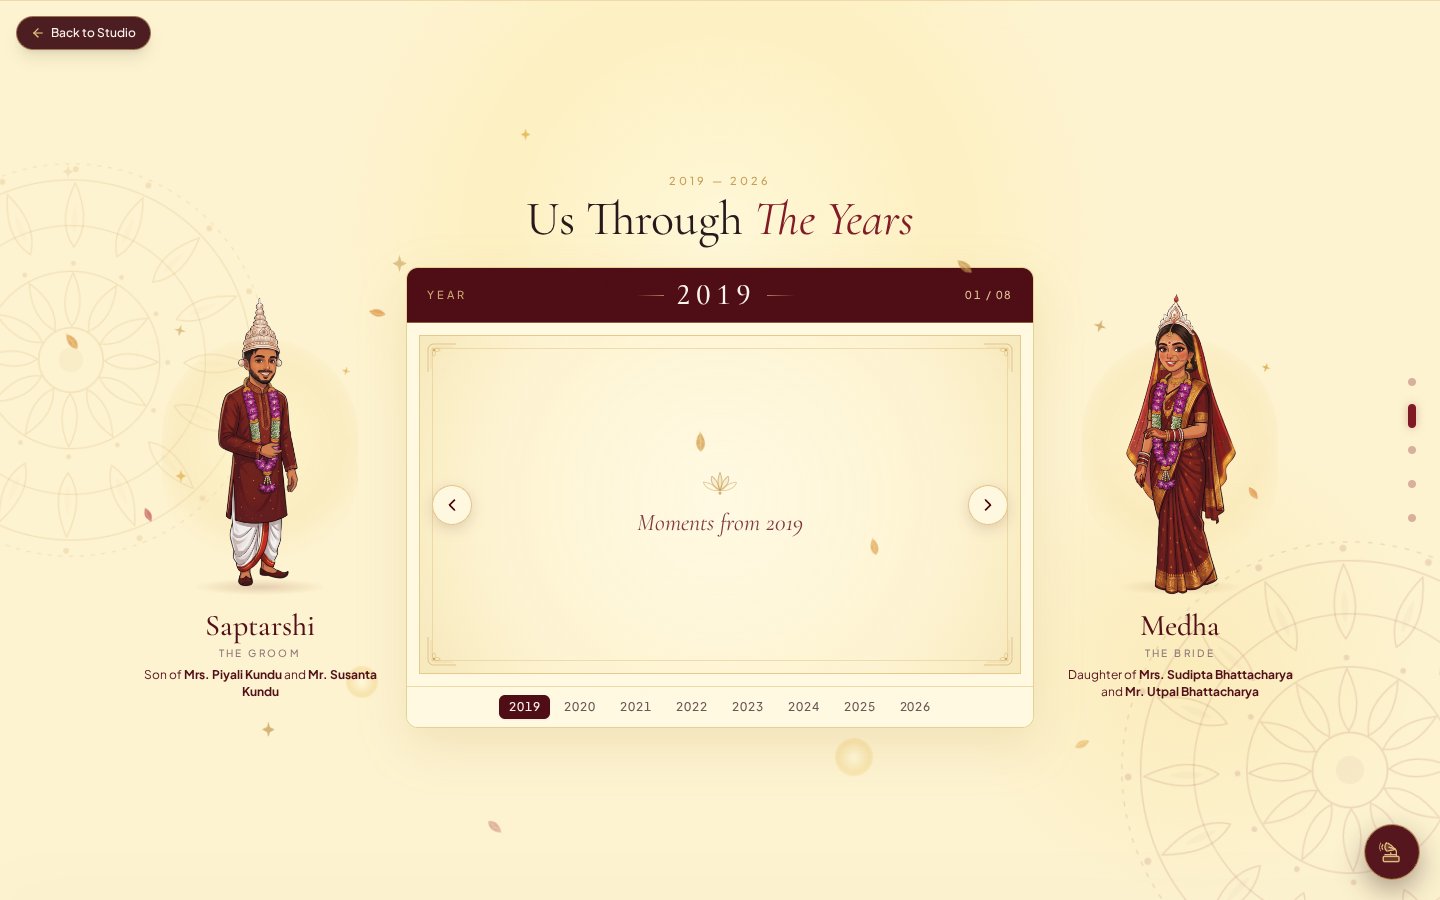 Back to Studio
2019 — 2026
Us Through The Years
YEAR
2019
01 / 08
Moments from 2019
Saptarshi
THE GROOM
Son of Mrs. Piyali Kundu and Mr. Susanta
Kundu
Medha
THE BRIDE
Daughter of Mrs. Sudipta Bhattacharya
and Mr. Utpal Bhattacharya
2019 2020 2021 2022 2023 2024 2025 2026